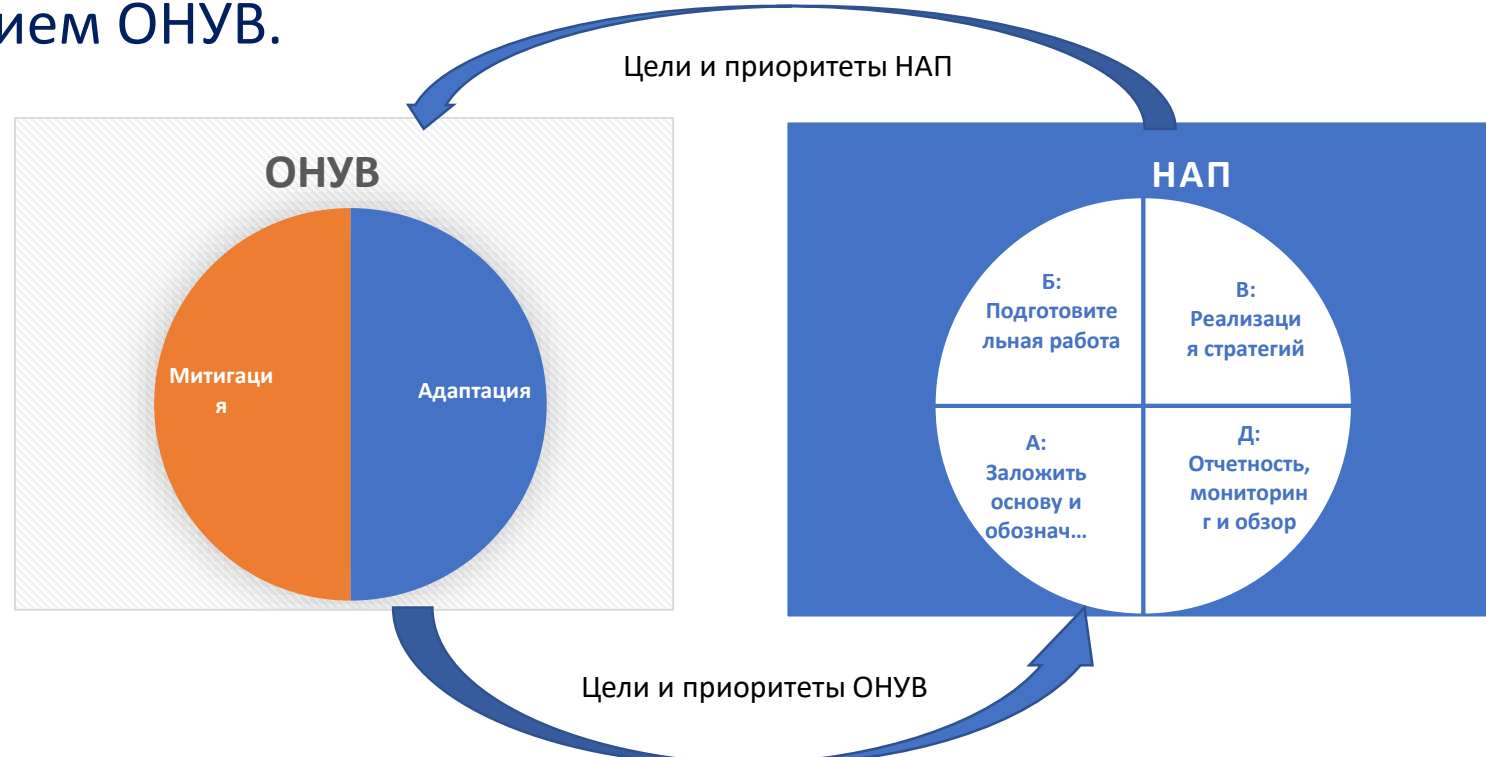 ием ОНУВ.
Цели и приоритеты НАП
ОНУВ
Митигаци
я
Адаптация
НАП
Б:
Подготовите
льная работа
В:
Реализаци
я стратегий
А:
Заложить
основу и
обознач...
Д:
Отчетность,
мониторин
г и обзор
Цели и приоритеты ОНУВ